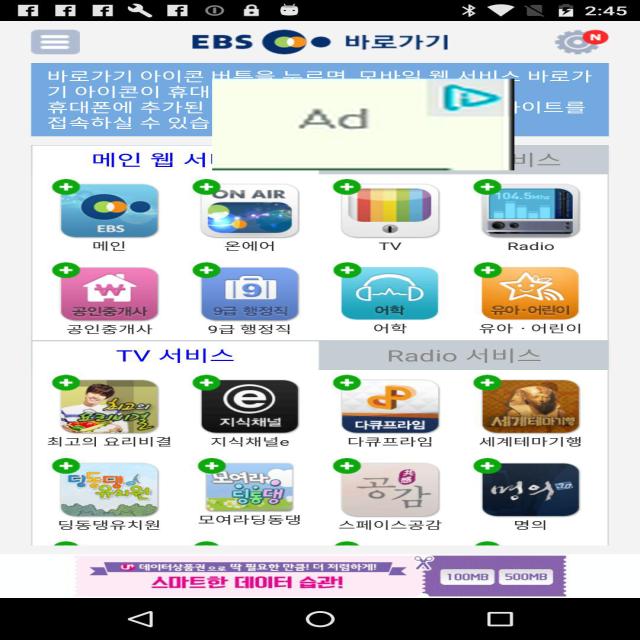 2:45
EBS 바로가기
N
바로가기 아이콘 버튼을 누르면, 모바일 웹 서비스 바로가
기 아이콘이 휴대
휴대폰에 추가된
접속하실 수 있습
이트를
Ad
메인 웹 서
비스
EBS
ON AIR
104.5MHz
메인
온에어
TV
Radio
공인중개사
9
9급 행정직
어학
유아·어린이
공인중개사
9급 행정직
어학
유아 · 어린이
TV 서비스
Radio 서비스
최고의 요리비결
e
지식채널
다큐프라임
세계테마기행
최고의 요리비결
지식채널e
다큐프라임
세계테마기행
딩동댕 유치원
모여라 딩동댕
공감
명의
딩동댕유치원
모여라딩동댕
스페이스공감
명의
데이터상품권으로 딱 필요한 만큼! 더 저렴하게!
스마트한 데이터 습관!
100MB
500MB